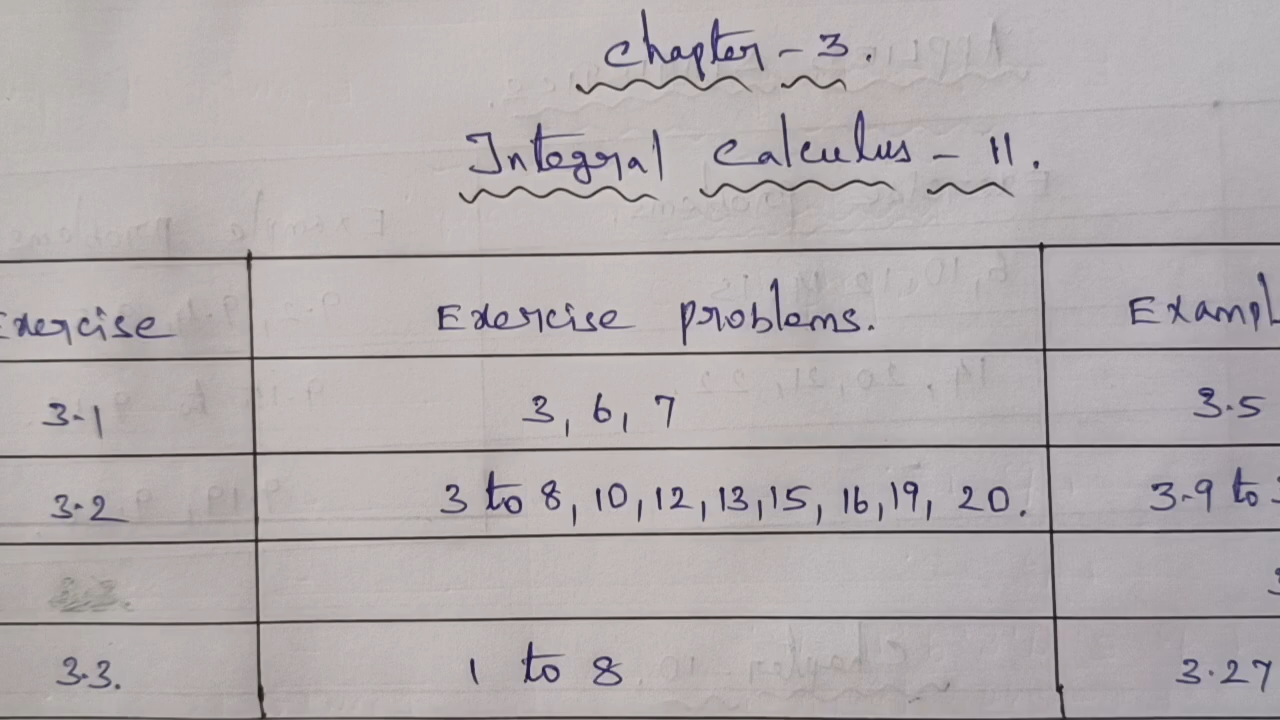 Chapter - 3.
Integral Calculus - II.
Exercise Exercise problems. Exampl
3.1 3, 6, 7 3.5
3.2 3 to 8, 10, 12, 13, 15, 16, 19, 20. 3.9 to
3.3. 1 to 8 3.27